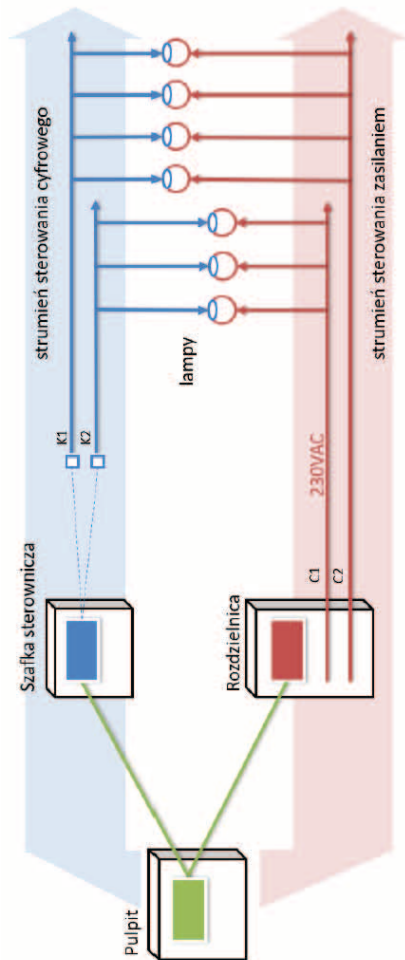 strumień sterowania cyfrowego
K1
K2
Szafka sterownicza
lampy
Pulpit
Rozdzielnica
230VAC
C1
C2
strumień sterowania zasilaniem